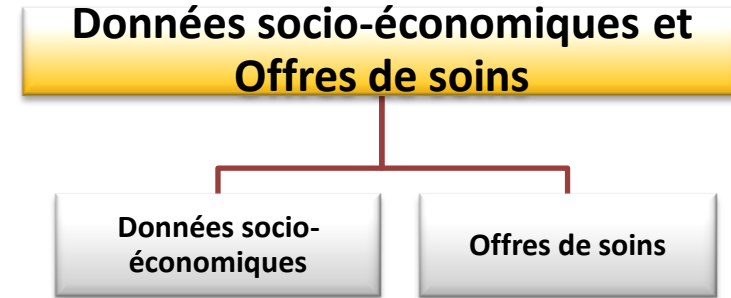 Données socio-économiques et
Offres de soins
Données socio-
économiques
Offres de soins